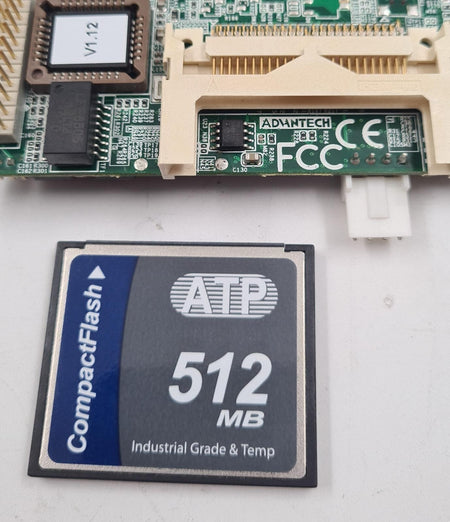 V1.12
ADVANTECH
FCC CE
C130
CompactFlash
ATP
512
MB
Industrial Grade & Temp